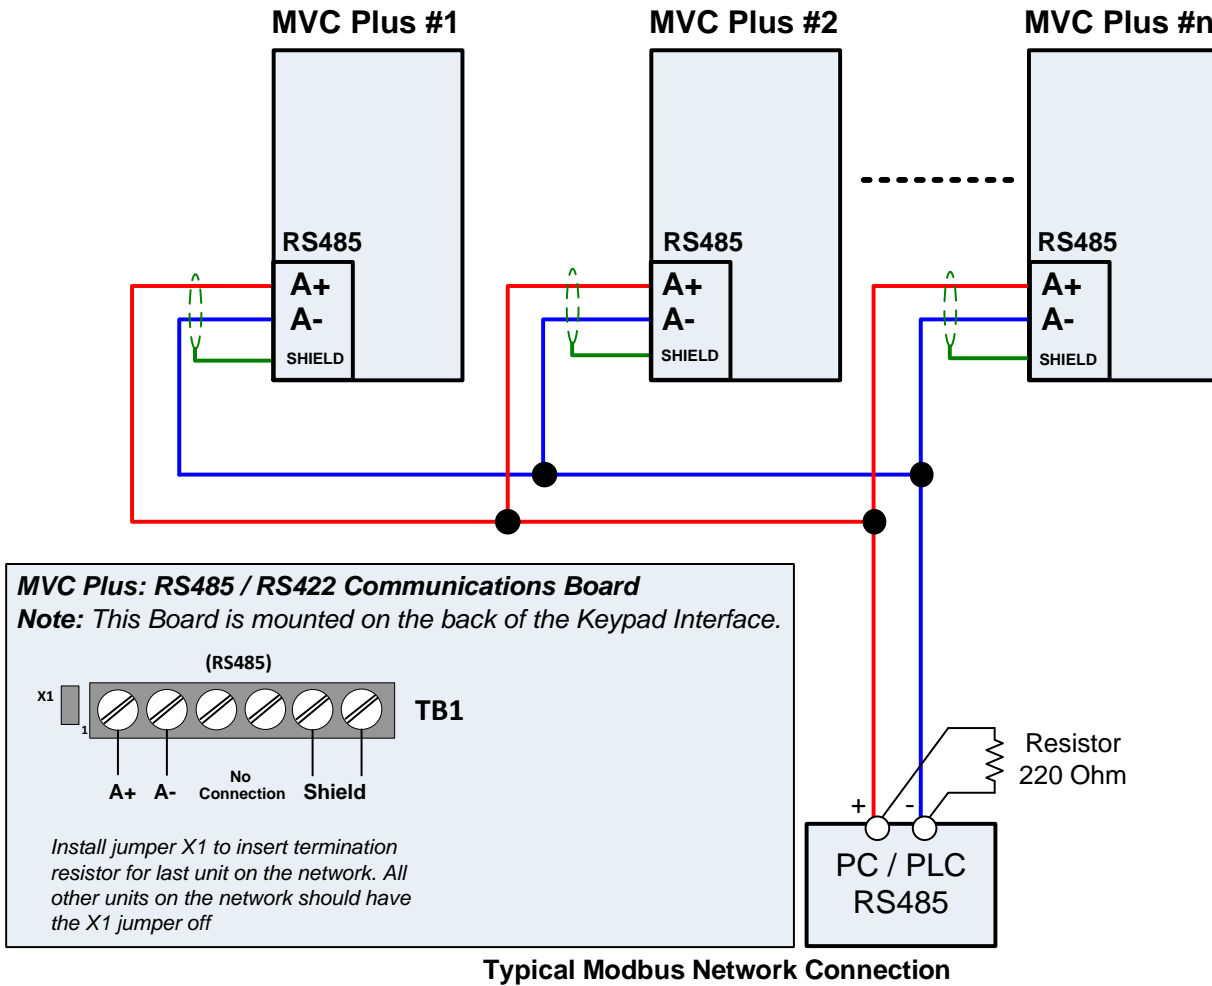 MVC Plus #1
MVC Plus #2
MVC Plus #n
RS485
A+
A-
SHIELD
RS485
A+
A-
SHIELD
RS485
A+
A-
SHIELD
MVC Plus: RS485 / RS422 Communications Board
Note: This Board is mounted on the back of the Keypad Interface.
(RS485)
X1
1
TB1
A+ A- No Connection Shield
Install jumper X1 to insert termination
resistor for last unit on the network. All
other units on the network should have
the X1 jumper off
Resistor
220 Ohm
+ -
PC / PLC
RS485
Typical Modbus Network Connection